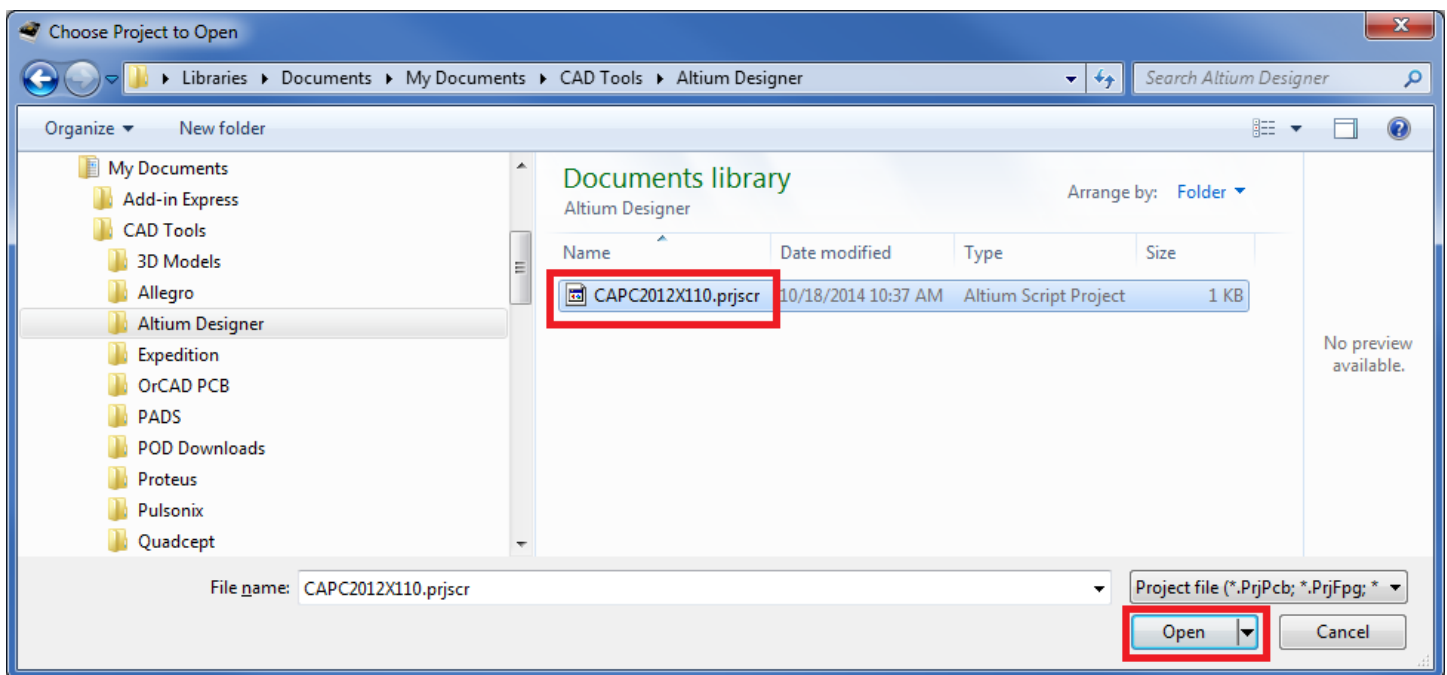 Choose Project to Open
Libraries Documents My Documents CAD Tools Altium Designer
Search Altium Designer
Organize New folder
My Documents
Add-in Express
CAD Tools
3D Models
Allegro
Altium Designer
Expedition
OrCAD PCB
PADS
POD Downloads
Proteus
Pulsonix
Quadcept
Documents library
Altium Designer
Arrange by: Folder
Name Date modified Type Size
CAPC2012X110.prjscr 10/18/2014 10:37 AM Altium Script Project 1 KB
No preview
available.
File name: CAPC2012X110.prjscr
Project file (*.PrjPcb; *.PrjFpg; *
Open Cancel